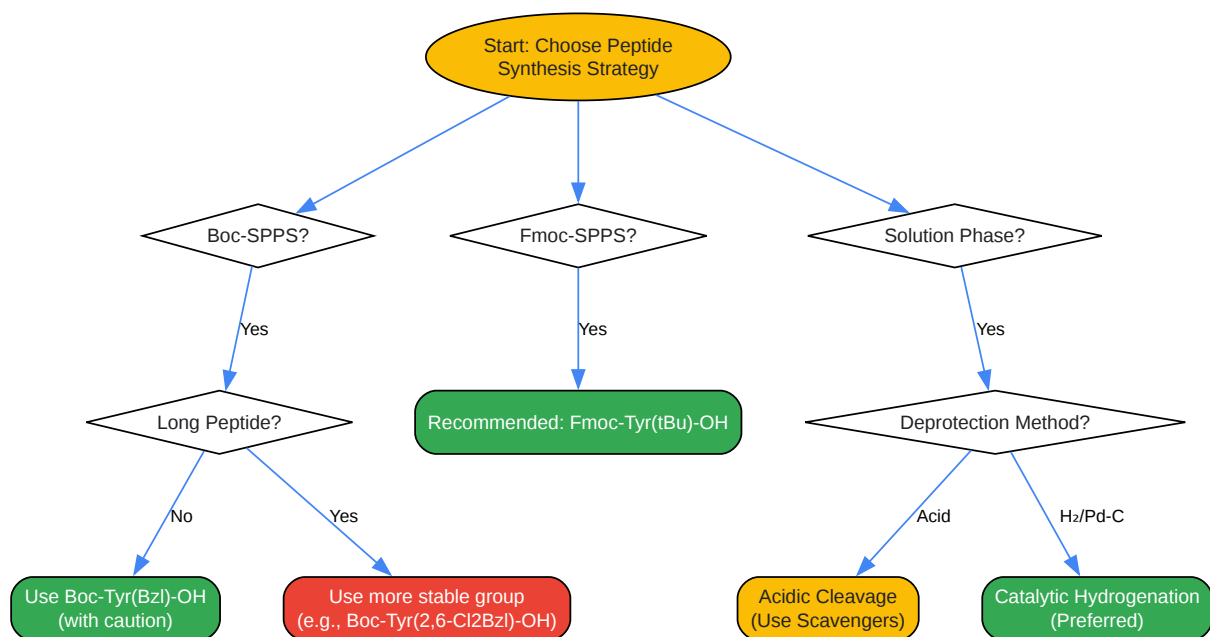 Start: Choose Peptide
Synthesis Strategy
Boc-SPPS?
Fmoc-SPPS?
Solution Phase?
Yes
Yes
Yes
Long Peptide?
Recommended: Fmoc-Tyr(tBu)-OH
Deprotection Method?
No
Yes
Acid
H₂/Pd-C
Use Boc-Tyr(Bzl)-OH
(with caution)
Use more stable group
(e.g., Boc-Tyr(2,6-Cl2Bzl)-OH)
Acidic Cleavage
(Use Scavengers)
Catalytic Hydrogenation
(Preferred)